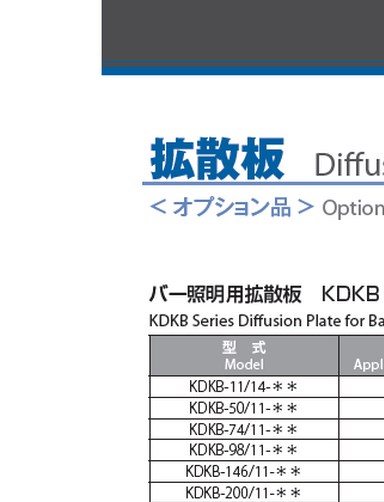 拡散板 Diffus
< オプション品 > Option
バー照明用拡散板 KDKB
KDKB Series Diffusion Plate for Ba
型 式
Model Appl
KDKB-11/14-＊＊
KDKB-50/11-＊＊
KDKB-74/11-＊＊
KDKB-98/11-＊＊
KDKB-146/11-＊＊
KDKB-200/11-＊＊